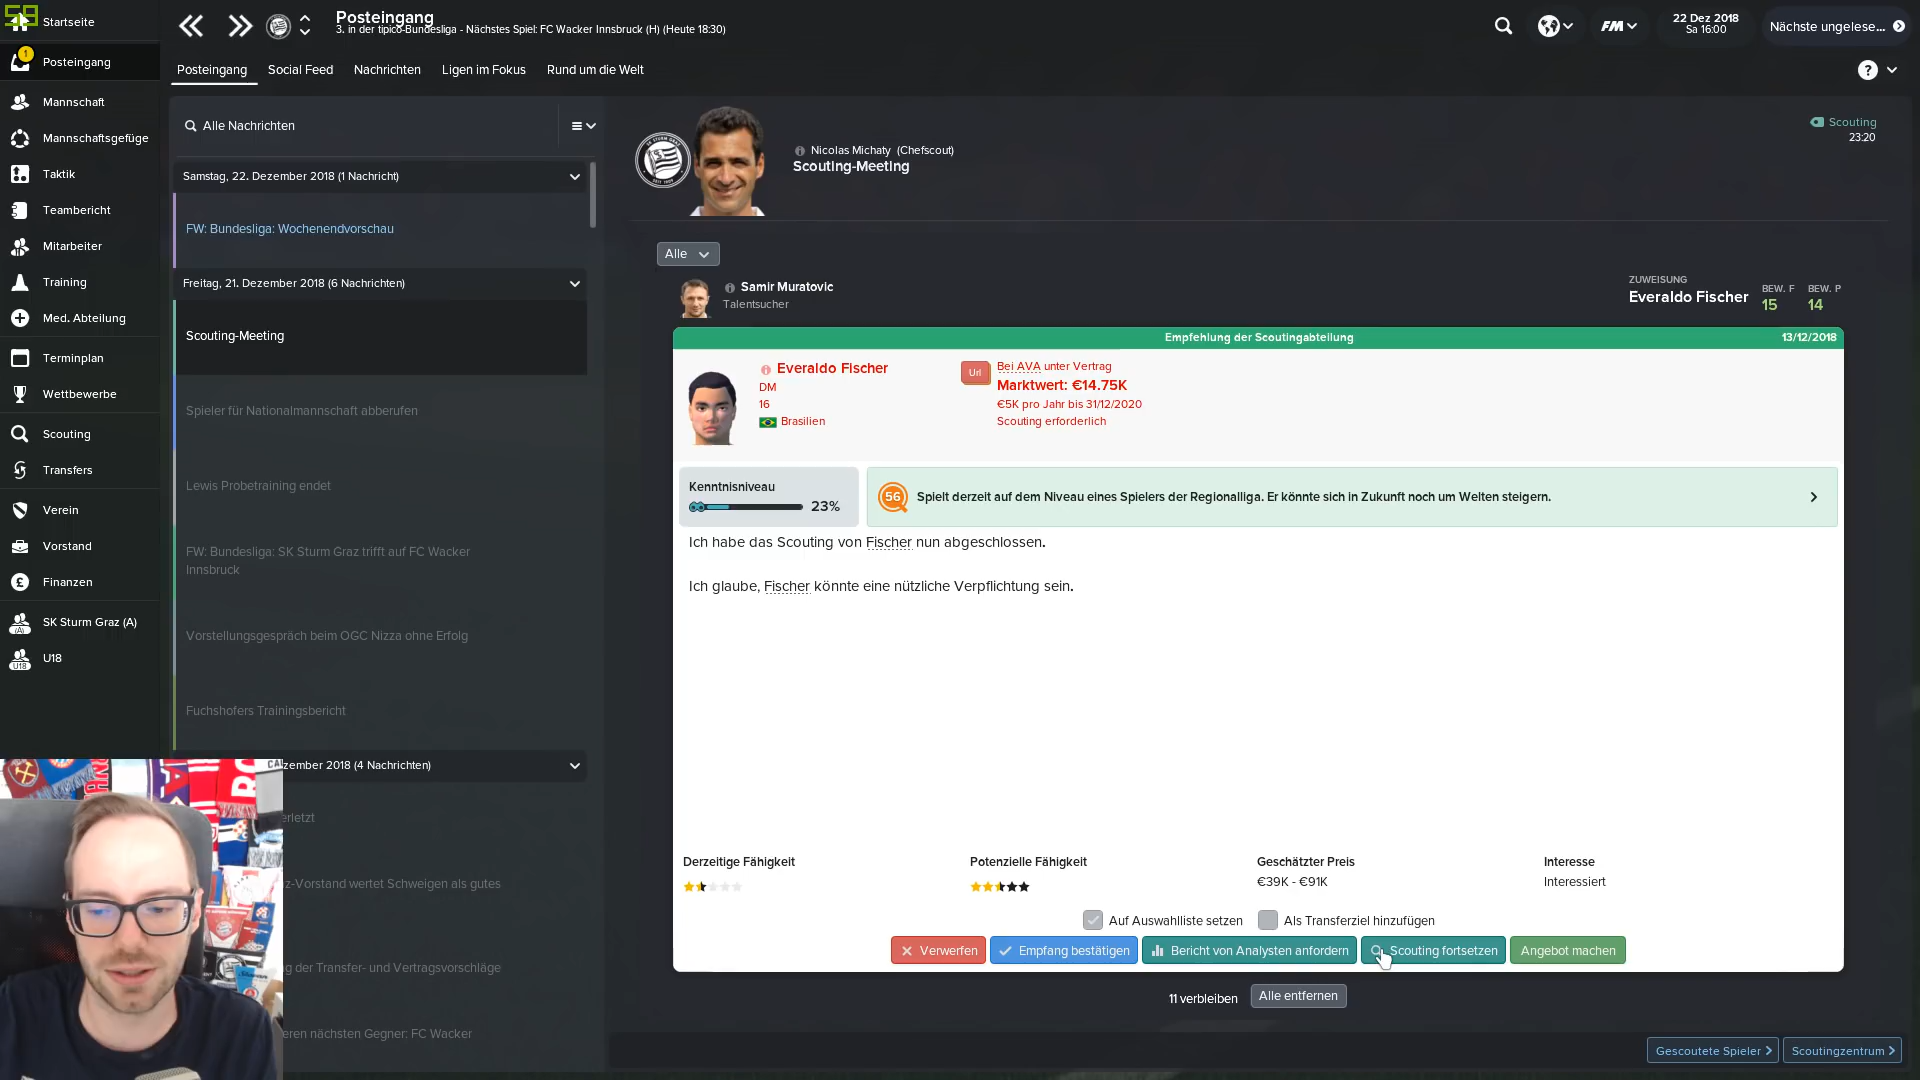 Startseite
1
Posteingang
Mannschaft
Mannschaftsgefüge
Taktik
Teambericht
Mitarbeiter
Training
Med. Abteilung
Terminplan
Wettbewerbe
Scouting
Transfers
Verein
Vorstand
Finanzen
SK Sturm Graz (A)
U18
Posteingang
3. in der tipico-Bundesliga - Nächstes Spiel: FC Wacker Innsbruck (H) (Heute 18:30)
FM
22 Dez 2018
Sa 16:00
Nächste ungelese...
Posteingang
Social Feed
Nachrichten
Ligen im Fokus
Rund um die Welt
?
Alle Nachrichten
Samstag, 22. Dezember 2018 (1 Nachricht)
FW: Bundesliga: Wochenendvorschau
Freitag, 21. Dezember 2018 (6 Nachrichten)
Scouting-Meeting
Spieler für Nationalmannschaft abberufen
Lewis Probetraining endet
FW: Bundesliga: SK Sturm Graz trifft auf FC Wacker
Innsbruck
Vorstellungsgespräch beim OGC Nizza ohne Erfolg
Fuchshofers Trainingsbericht
zember 2018 (4 Nachrichten)
erletzt
z-Vorstand wertet Schweigen als gutes
g der Transfer- und Vertragsvorschläge
eren nächsten Gegner: FC Wacker
Nicolas Michaty (Chefscout)
Scouting-Meeting
Scouting
23:20
Alle
Samir Muratovic
Talentsucher
ZUWEISUNG
Everaldo Fischer
BEW. F
15
BEW. P
14
Empfehlung der Scoutingabteilung
13/12/2018
Everaldo Fischer
DM
16
Brasilien
Url
Bei AVA unter Vertrag
Marktwert: €14.75K
€5K pro Jahr bis 31/12/2020
Scouting erforderlich
Kenntnisniveau
23%
56
Spielt derzeit auf dem Niveau eines Spielers der Regionalliga. Er könnte sich in Zukunft noch um Welten steigern.
Ich habe das Scouting von Fischer nun abgeschlossen.
Ich glaube, Fischer könnte eine nützliche Verpflichtung sein.
Derzeitige Fähigkeit
Potenzielle Fähigkeit
Geschätzter Preis
€39K - €91K
Interesse
Interessiert
Auf Auswahlliste setzen
Als Transferziel hinzufügen
Verwerfen
Empfang bestätigen
Bericht von Analysten anfordern
Scouting fortsetzen
Angebot machen
11 verbleiben
Alle entfernen
Gescoutete Spieler
Scoutingzentrum